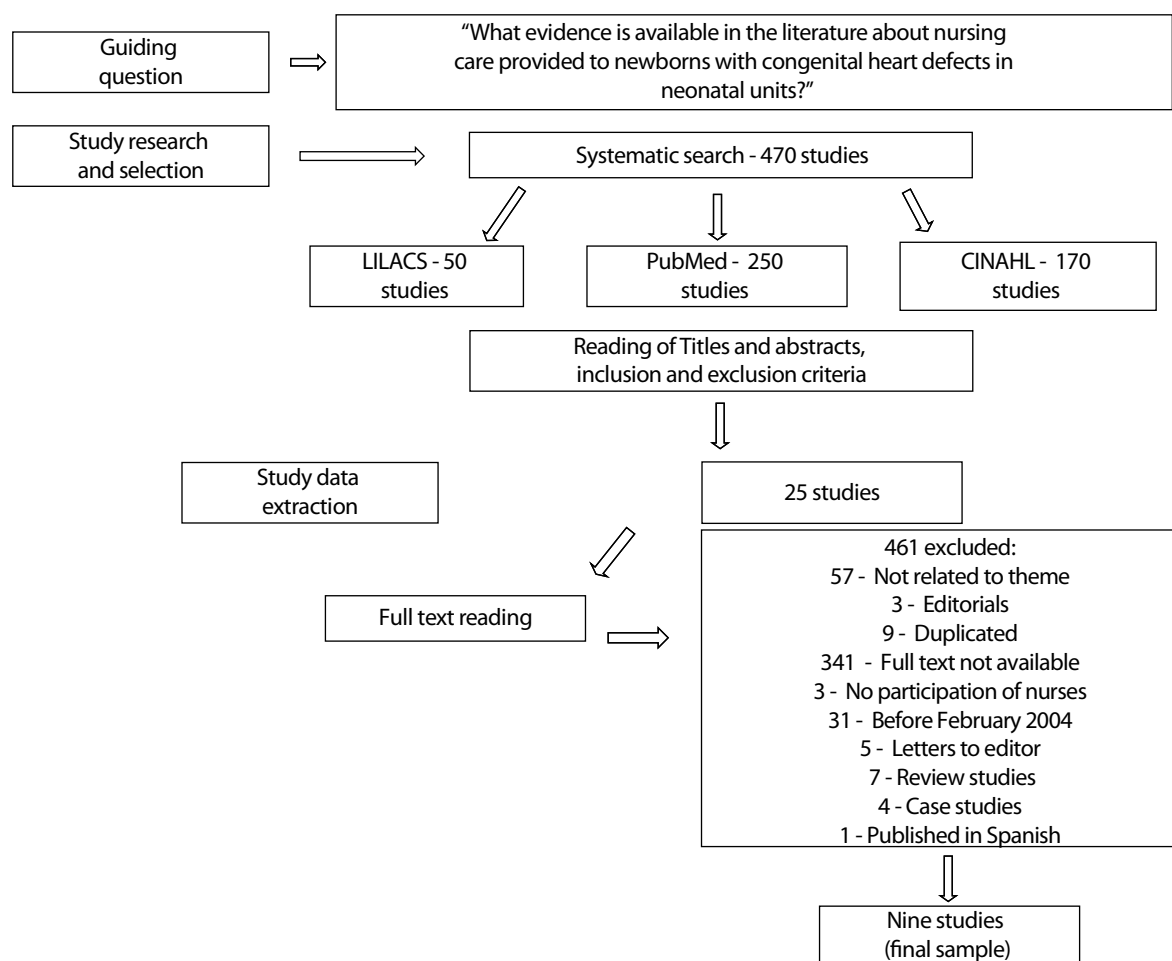 Guiding
question
“What evidence is available in the literature about nursing
care provided to newborns with congenital heart defects in
neonatal units?”
Study research
and selection
Systematic search - 470 studies
LILACS - 50
studies
PubMed - 250
studies
CINAHL - 170
studies
Reading of Titles and abstracts,
inclusion and exclusion criteria
Study data
extraction
25 studies
Full text reading
461 excluded:
57 - Not related to theme
3 - Editorials
9 - Duplicated
341 - Full text not available
3 - No participation of nurses
31 - Before February 2004
5 - Letters to editor
7 - Review studies
4 - Case studies
1 - Published in Spanish
Nine studies
(final sample)